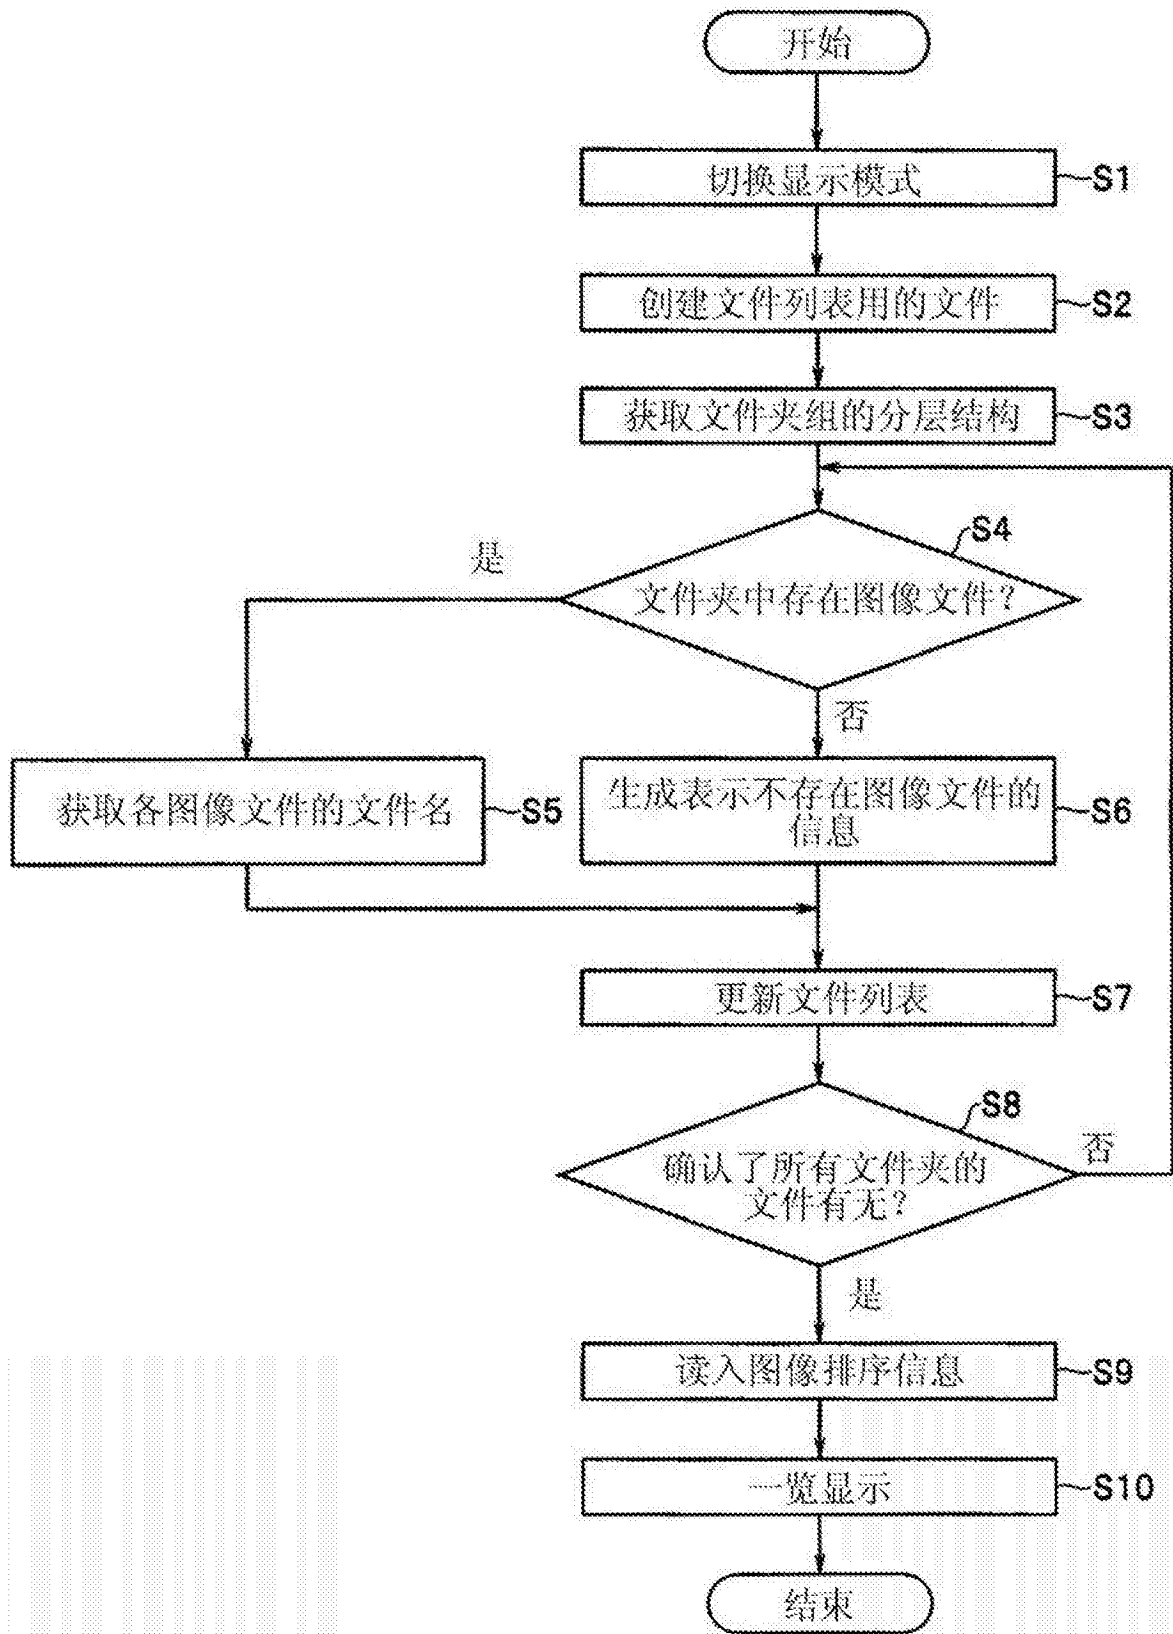 开始
切换显示模式
S1
创建文件列表用的文件
S2
获取文件夹组的分层结构
S3
S4
是
文件夹中存在图像文件？
否
获取各图像文件的文件名
S5
生成表示不存在图像文件的
信息
S6
更新文件列表
S7
S8
否
确认了所有文件夹的
文件有无？
是
读入图像排序信息
S9
一览显示
S10
结束